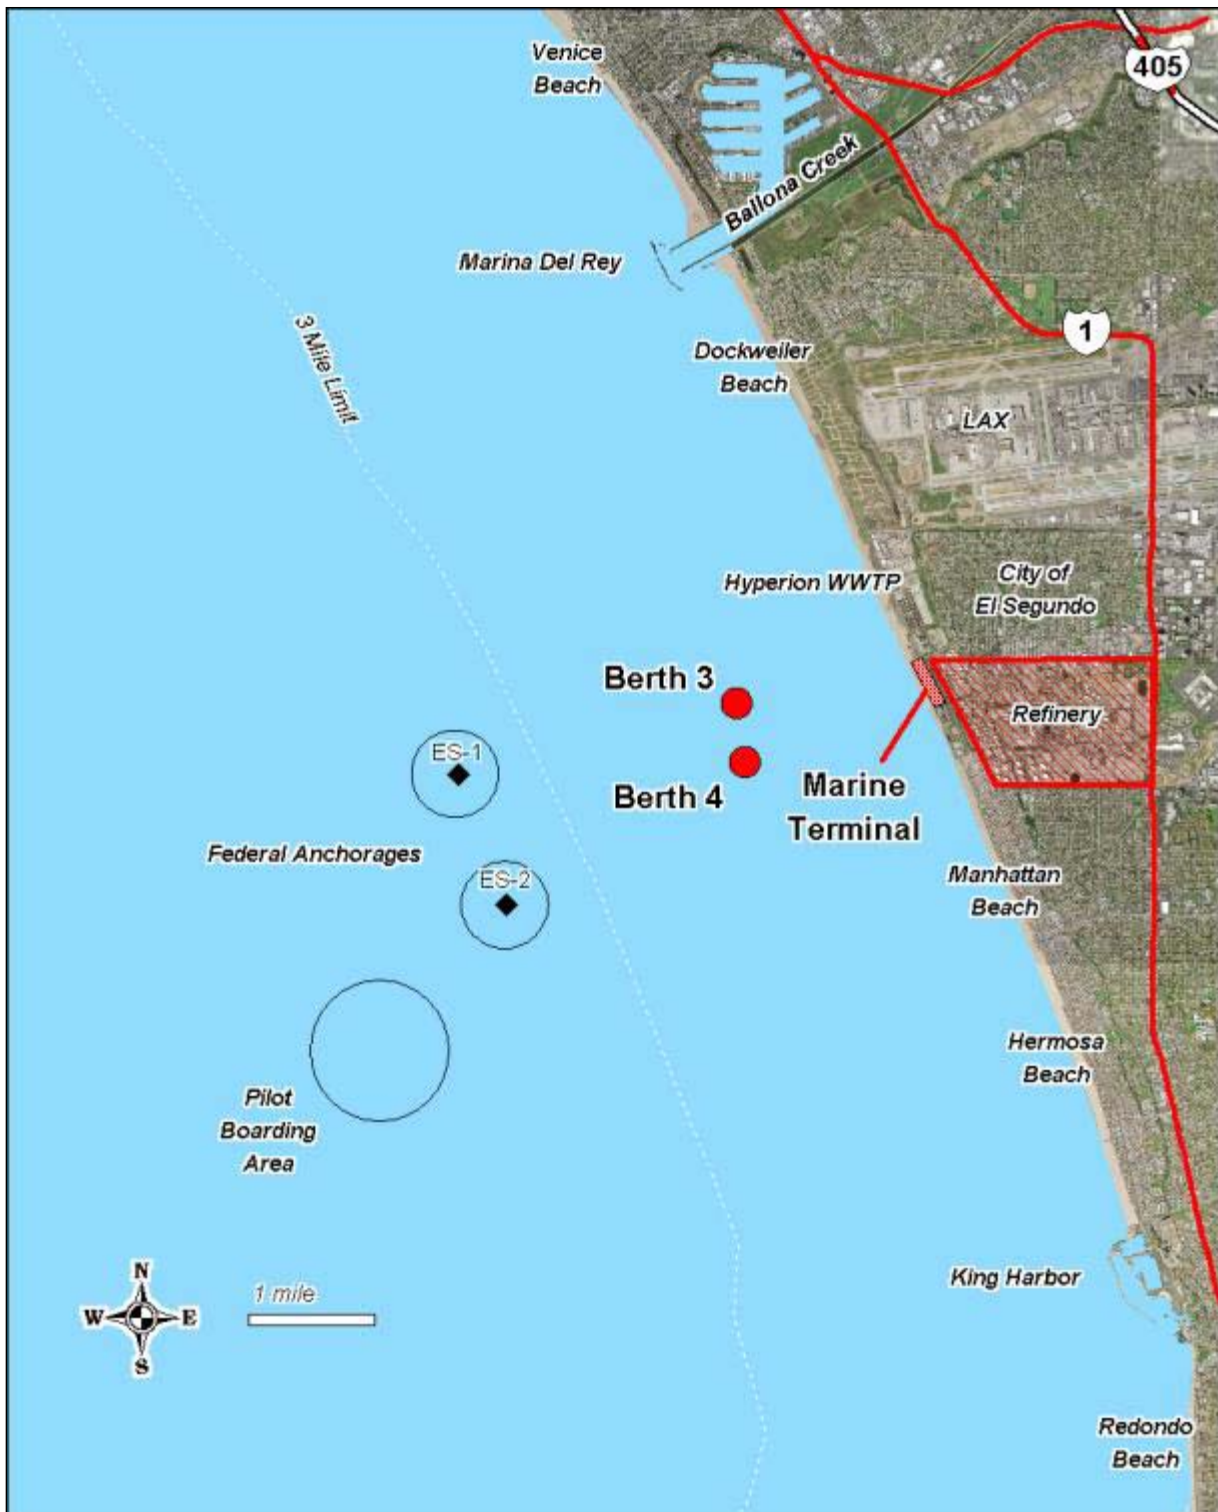 Venice
Beach
405
Ballona Creek
Marina Del Rey
3 Mile Limit
1
Dockweiler
Beach
LAX
Hyperion WWTP
City of
El Segundo
Berth 3
Refinery
ES-1
Berth 4
Marine
Terminal
Federal Anchorages
ES-2
Manhattan
Beach
Hermosa
Beach
Pilot
Boarding
Area
N
W
E
S
1 mile
King Harbor
Redondo
Beach